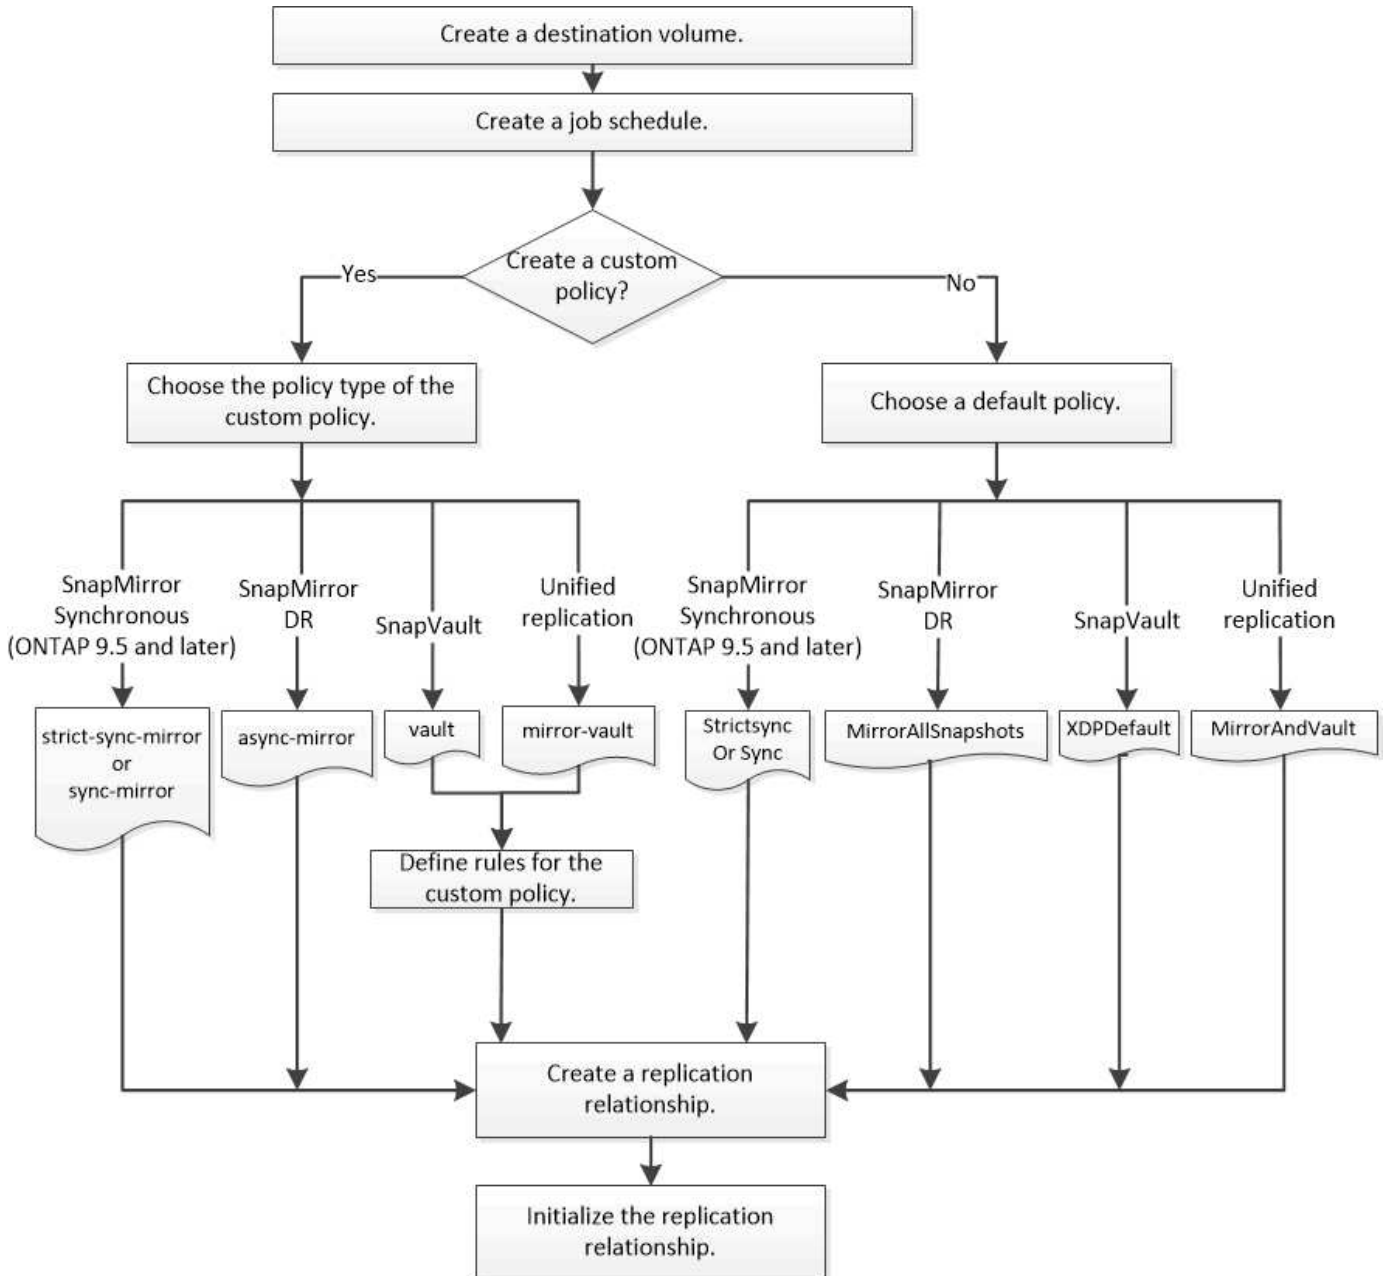 Create a destination volume.
Create a job schedule.
Create a custom
policy?
Yes
No
Choose the policy type of the
custom policy.
Choose a default policy.
SnapMirror
Synchronous
(ONTAP 9.5 and later)
SnapMirror
DR
SnapVault
Unified
replication
SnapMirror
Synchronous
(ONTAP 9.5 and later)
SnapMirror
DR
SnapVault
Unified
replication
strict-sync-mirror
or
sync-mirror
async-mirror
vault
mirror-vault
Strictsync
Or Sync
MirrorAllSnapshots
XDPDefault
MirrorAndVault
Define rules for the
custom policy.
Create a replication
relationship.
Initialize the replication
relationship.